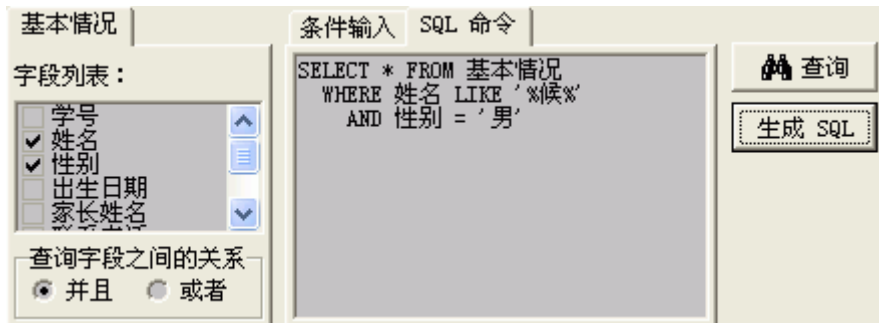 基本情况
条件输入 SQL 命令
字段列表：
学号
姓名
性别
出生日期
家长姓名
查询字段之间的关系
并且 或者
SELECT * FROM 基本情况
WHERE 姓名 LIKE '%候%'
AND 性别 = '男'
查询
生成 SQL